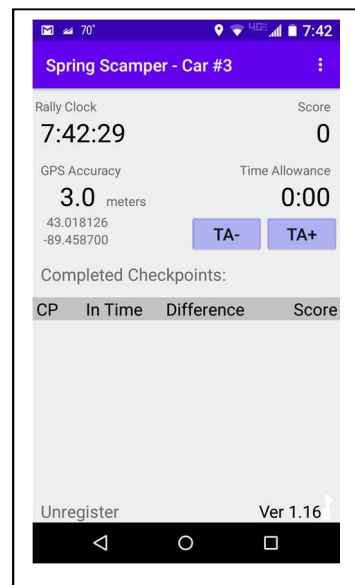 70° 4G 7:42
Spring Scamper - Car #3
Rally Clock Score
7:42:29 0
GPS Accuracy Time Allowance
3.0 meters 0:00
43.018126
-89.458700
TA- TA+
Completed Checkpoints:
CP In Time Difference Score
Unregister Ver 1.16